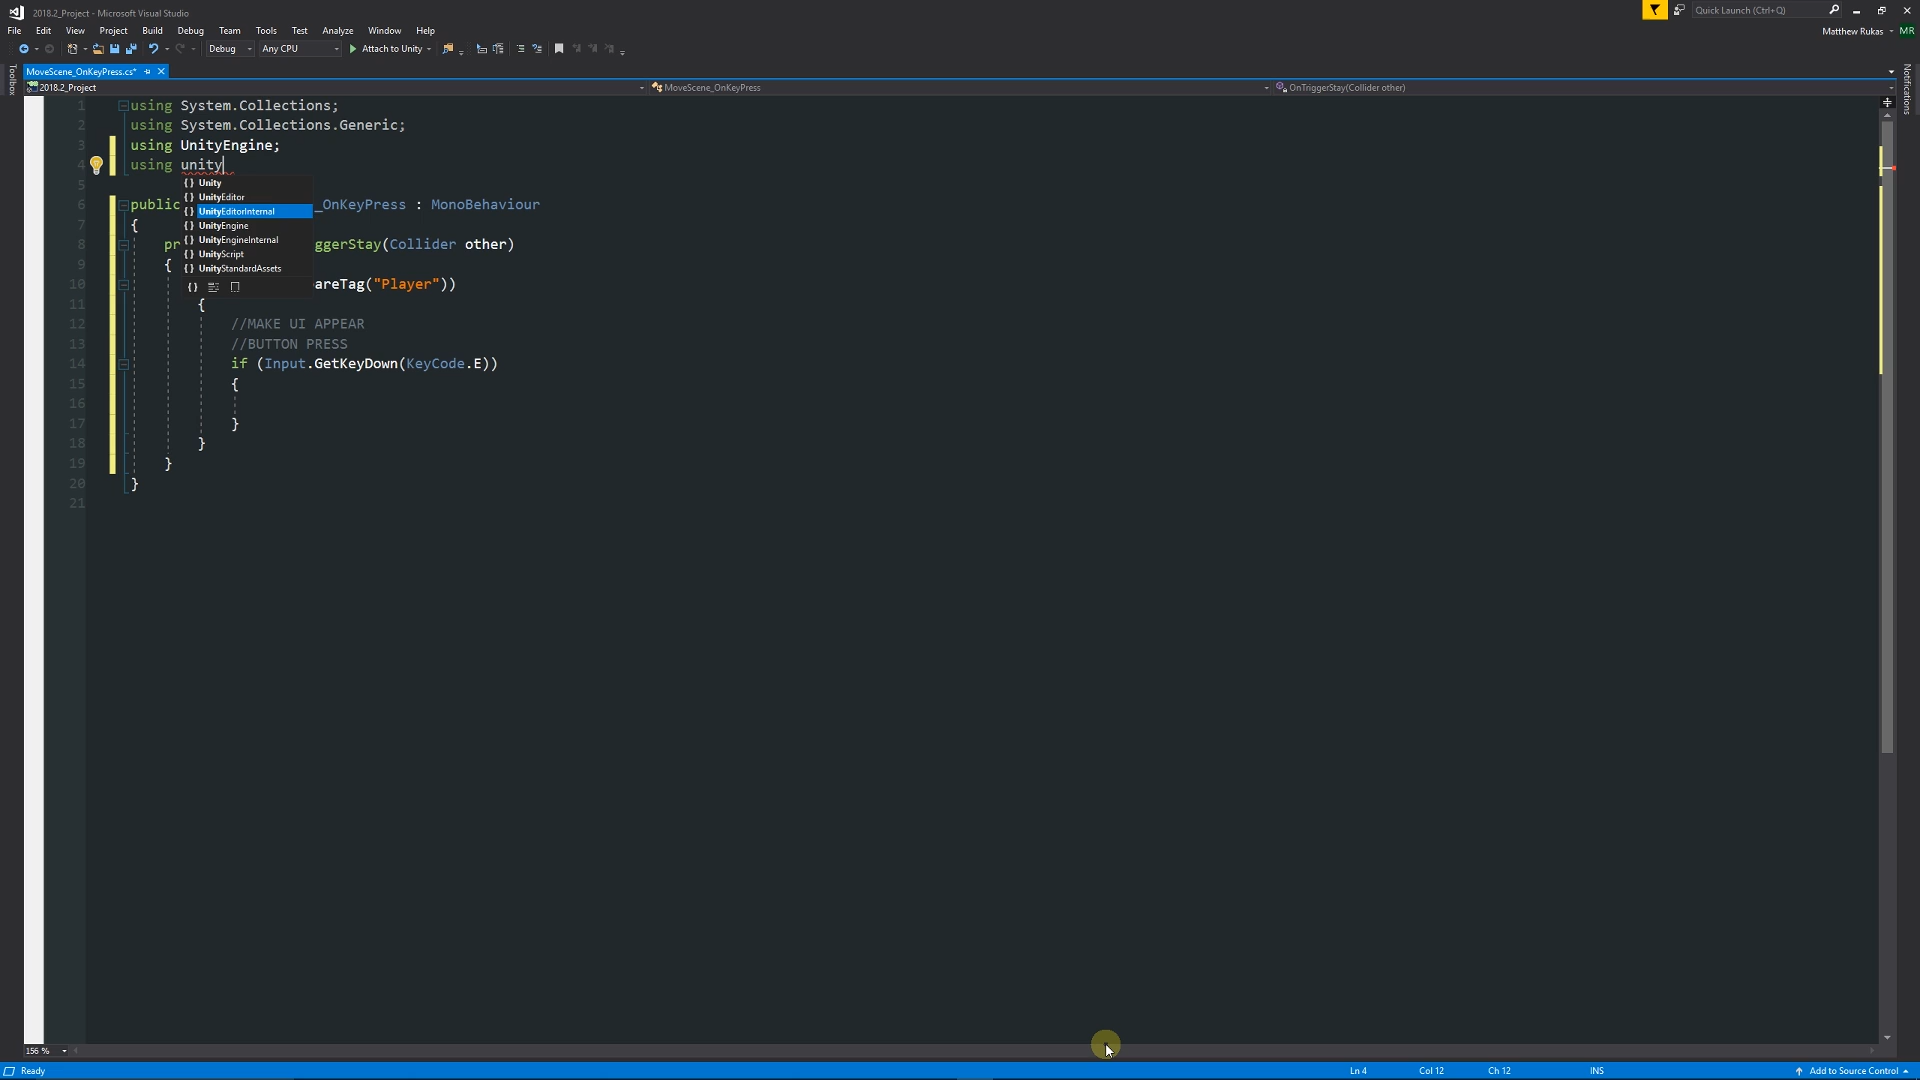 2018.2_Project - Microsoft Visual Studio
Quick Launch (Ctrl+Q)
File Edit View Project Build Debug Team Tools Test Analyze Window Help
Matthew Rukas MR
Debug Any CPU Attach to Unity
Toolbox
Notifications
MoveScene_OnKeyPress.cs*
2018.2_Project MoveScene_OnKeyPress OnTriggerStay(Collider other)
1 using System.Collections;
2 using System.Collections.Generic;
3 using UnityEngine;
4 using unity
5
{ } Unity
{ } UnityEditor
{ } UnityEditorInternal
{ } UnityEngine
{ } UnityEngineInternal
{ } UnityScript
{ } UnityStandardAssets
{ }
6 public _OnKeyPress : MonoBehaviour
7 {
8 pr ggerStay(Collider other)
9 {
10 areTag("Player"))
11 {
12 //MAKE UI APPEAR
13 //BUTTON PRESS
14 if (Input.GetKeyDown(KeyCode.E))
15 {
16
17 }
18 }
19 }
20 }
21
156 %
Ready Ln 4 Col 12 Ch 12 INS Add to Source Control